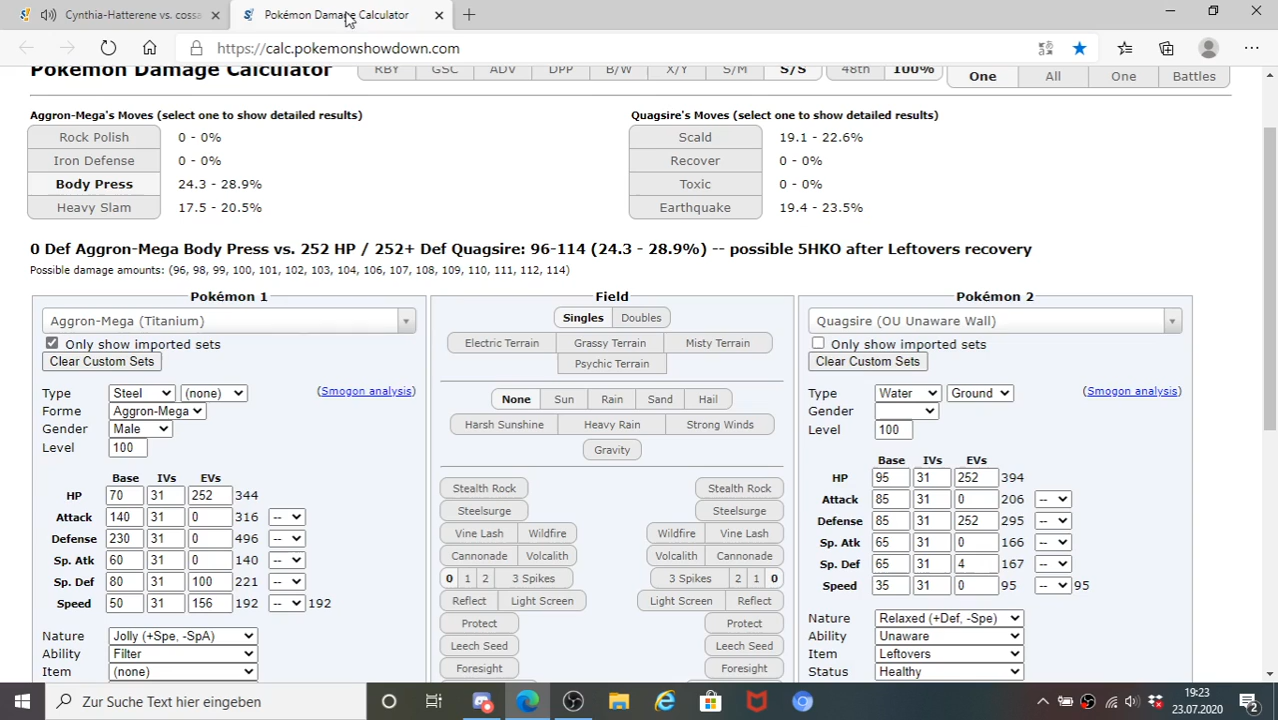 Cynthia-Hatterene vs. cossa
Pokémon Damage Calculator
https://calc.pokemonshowdown.com
Pokémon Damage Calculator
RBY GSC ADV DPP B/W X/Y S/M S/S 48th 100% One All One Battles
Aggron-Mega's Moves (select one to show detailed results)
Rock Polish 0 - 0%
Iron Defense 0 - 0%
Body Press 24.3 - 28.9%
Heavy Slam 17.5 - 20.5%
Quagsire's Moves (select one to show detailed results)
Scald 19.1 - 22.6%
Recover 0 - 0%
Toxic 0 - 0%
Earthquake 19.4 - 23.5%
0 Def Aggron-Mega Body Press vs. 252 HP / 252+ Def Quagsire: 96-114 (24.3 - 28.9%) -- possible 5HKO after Leftovers recovery
Possible damage amounts: (96, 98, 99, 100, 101, 102, 103, 104, 106, 107, 108, 109, 110, 111, 112, 114)
Pokémon 1
Aggron-Mega (Titanium)
Only show imported sets
Clear Custom Sets
Type Steel (none) (Smogon analysis)
Forme Aggron-Mega
Gender Male
Level 100
Base IVs EVs
HP 70 31 252 344
Attack 140 31 0 316 --
Defense 230 31 0 496 --
Sp. Atk 60 31 0 140 --
Sp. Def 80 31 100 221 --
Speed 50 31 156 192 -- 192
Nature Jolly (+Spe, -SpA)
Ability Filter
Item (none)
Field
Singles Doubles
Electric Terrain Grassy Terrain Misty Terrain
Psychic Terrain
None Sun Rain Sand Hail
Harsh Sunshine Heavy Rain Strong Winds
Gravity
Stealth Rock Stealth Rock
Steelsurge Steelsurge
Vine Lash Wildfire Wildfire Vine Lash
Cannonade Volcalith Volcalith Cannonade
0 1 2 3 Spikes 3 Spikes 2 1 0
Reflect Light Screen Light Screen Reflect
Protect Protect
Leech Seed Leech Seed
Foresight Foresight
Pokémon 2
Quagsire (OU Unaware Wall)
Only show imported sets
Clear Custom Sets
Type Water Ground (Smogon analysis)
Gender
Level 100
Base IVs EVs
HP 95 31 252 394
Attack 85 31 0 206 --
Defense 85 31 252 295 --
Sp. Atk 65 31 0 166 --
Sp. Def 65 31 4 167 --
Speed 35 31 0 95 -- 95
Nature Relaxed (+Def, -Spe)
Ability Unaware
Item Leftovers
Status Healthy
Zur Suche Text hier eingeben
19:23
23.07.2020
2